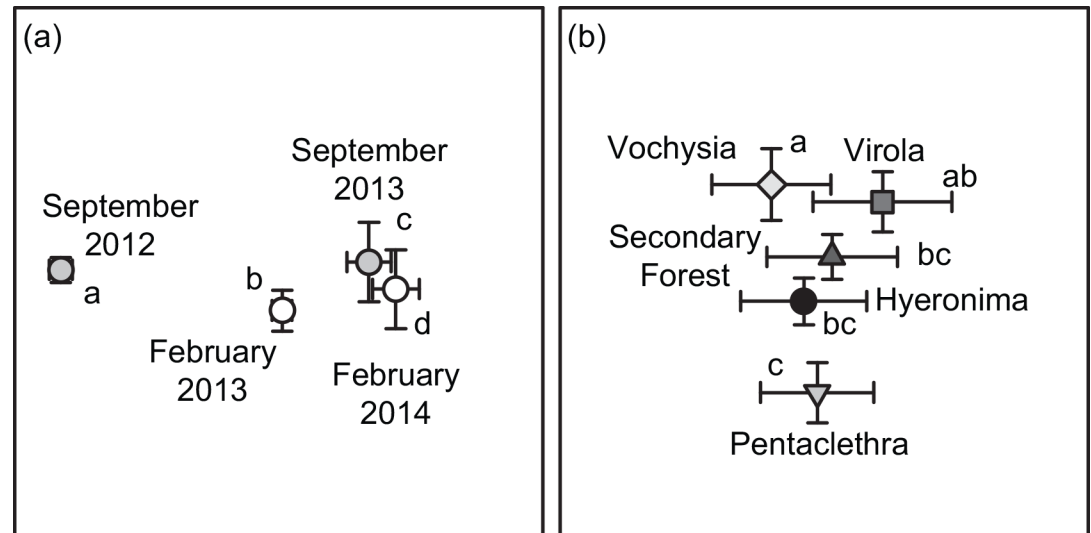 (a)
September
2013
c
September
2012
a
b
d
February
2013
February
2014
(b)
Vochysia
a
Virola
ab
Secondary
Forest
bc
Hyeronima
bc
c
Pentaclethra